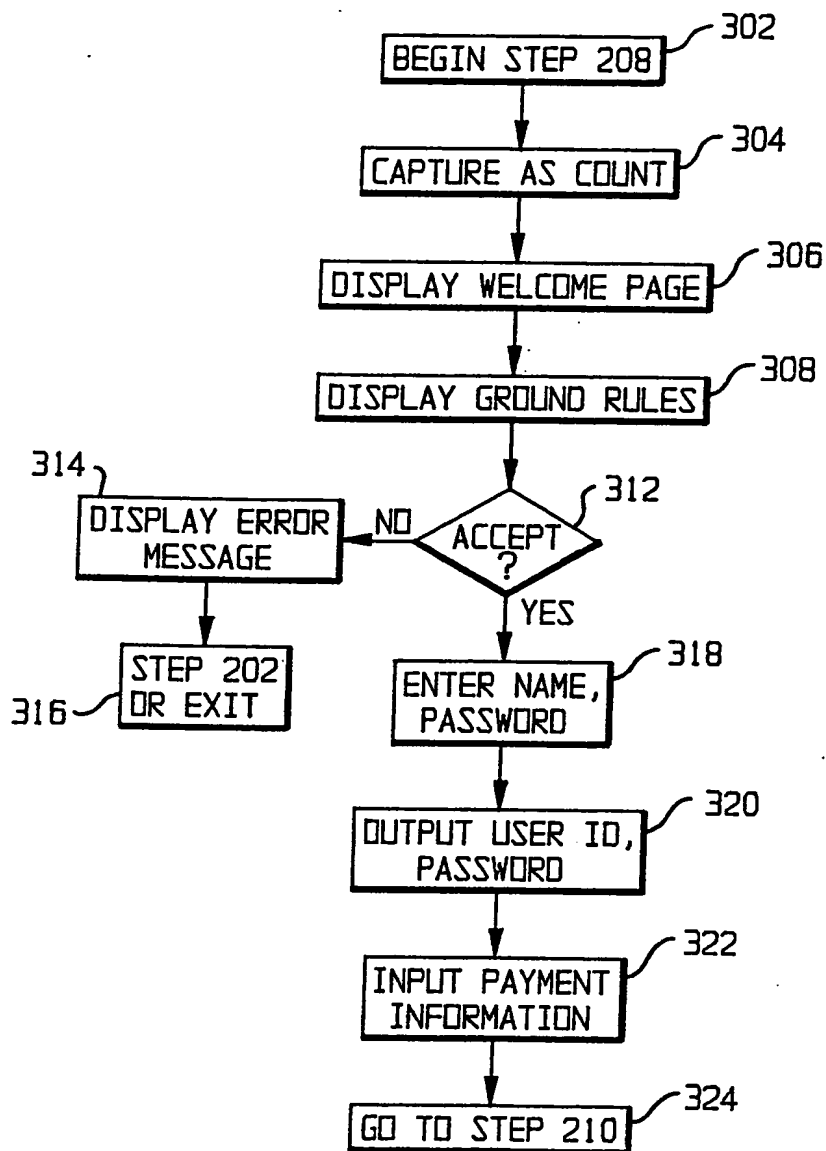 302
BEGIN STEP 208
304
CAPTURE AS COUNT
306
DISPLAY WELCOME PAGE
308
DISPLAY GROUND RULES
314
312
DISPLAY ERROR
MESSAGE
NO
ACCEPT
?
YES
STEP 202
OR EXIT
316
318
ENTER NAME,
PASSWORD
320
OUTPUT USER ID,
PASSWORD
322
INPUT PAYMENT
INFORMATION
324
GO TO STEP 210